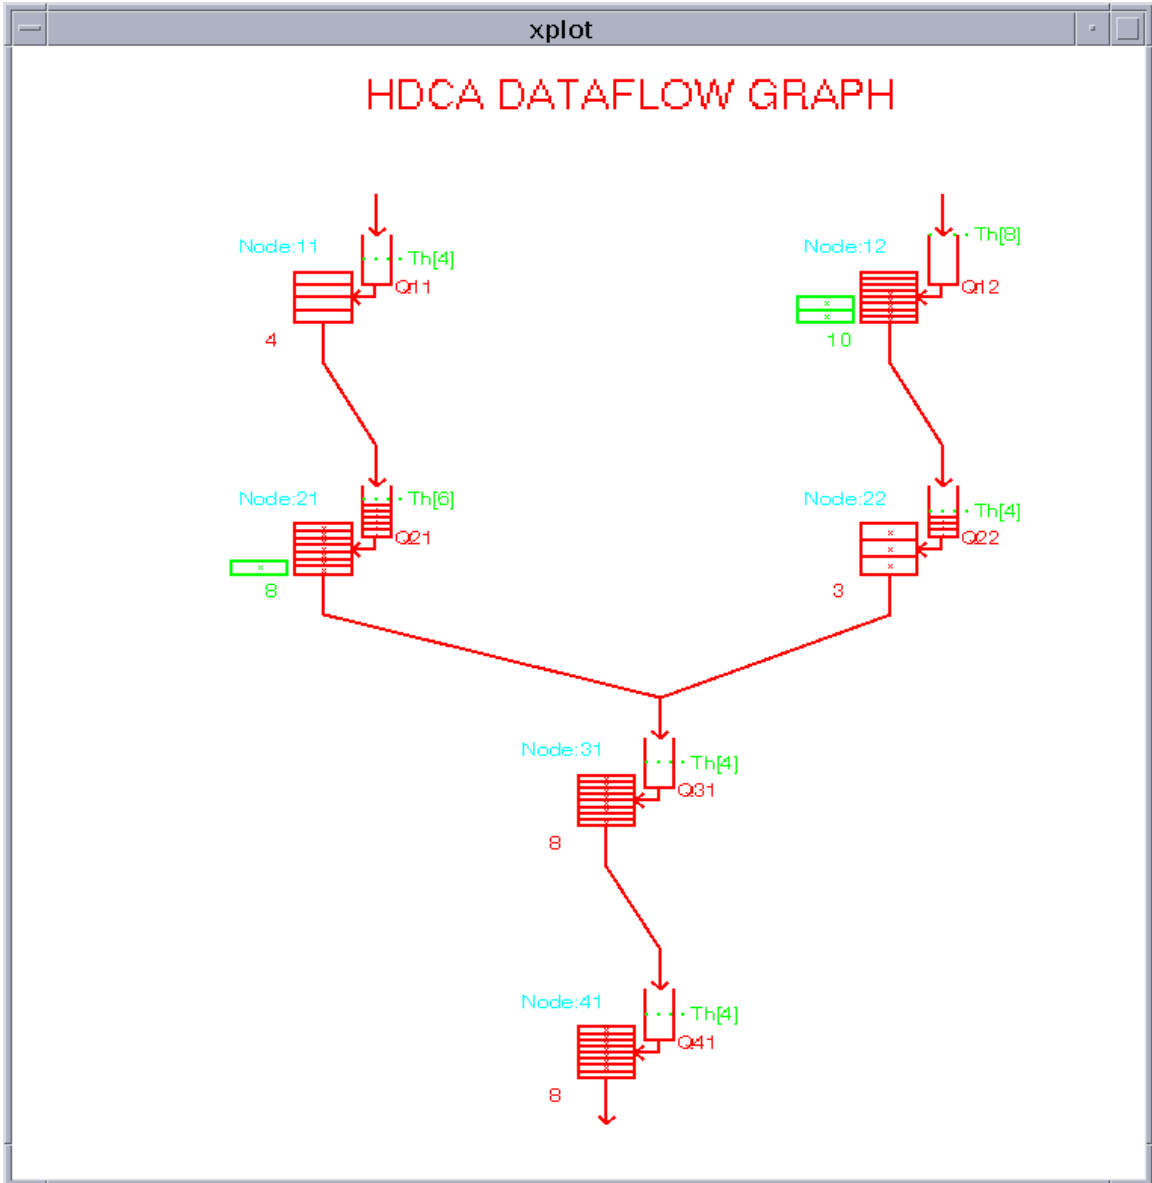 xplot
HDCA DATAFLOW GRAPH
Node:11
Th[4]
Q11
4
Node:12
Th[8]
Q12
10
Node:21
Th[6]
Q21
8
Node:22
Th[4]
Q22
3
Node:31
Th[4]
Q31
8
Node:41
Th[4]
Q41
8